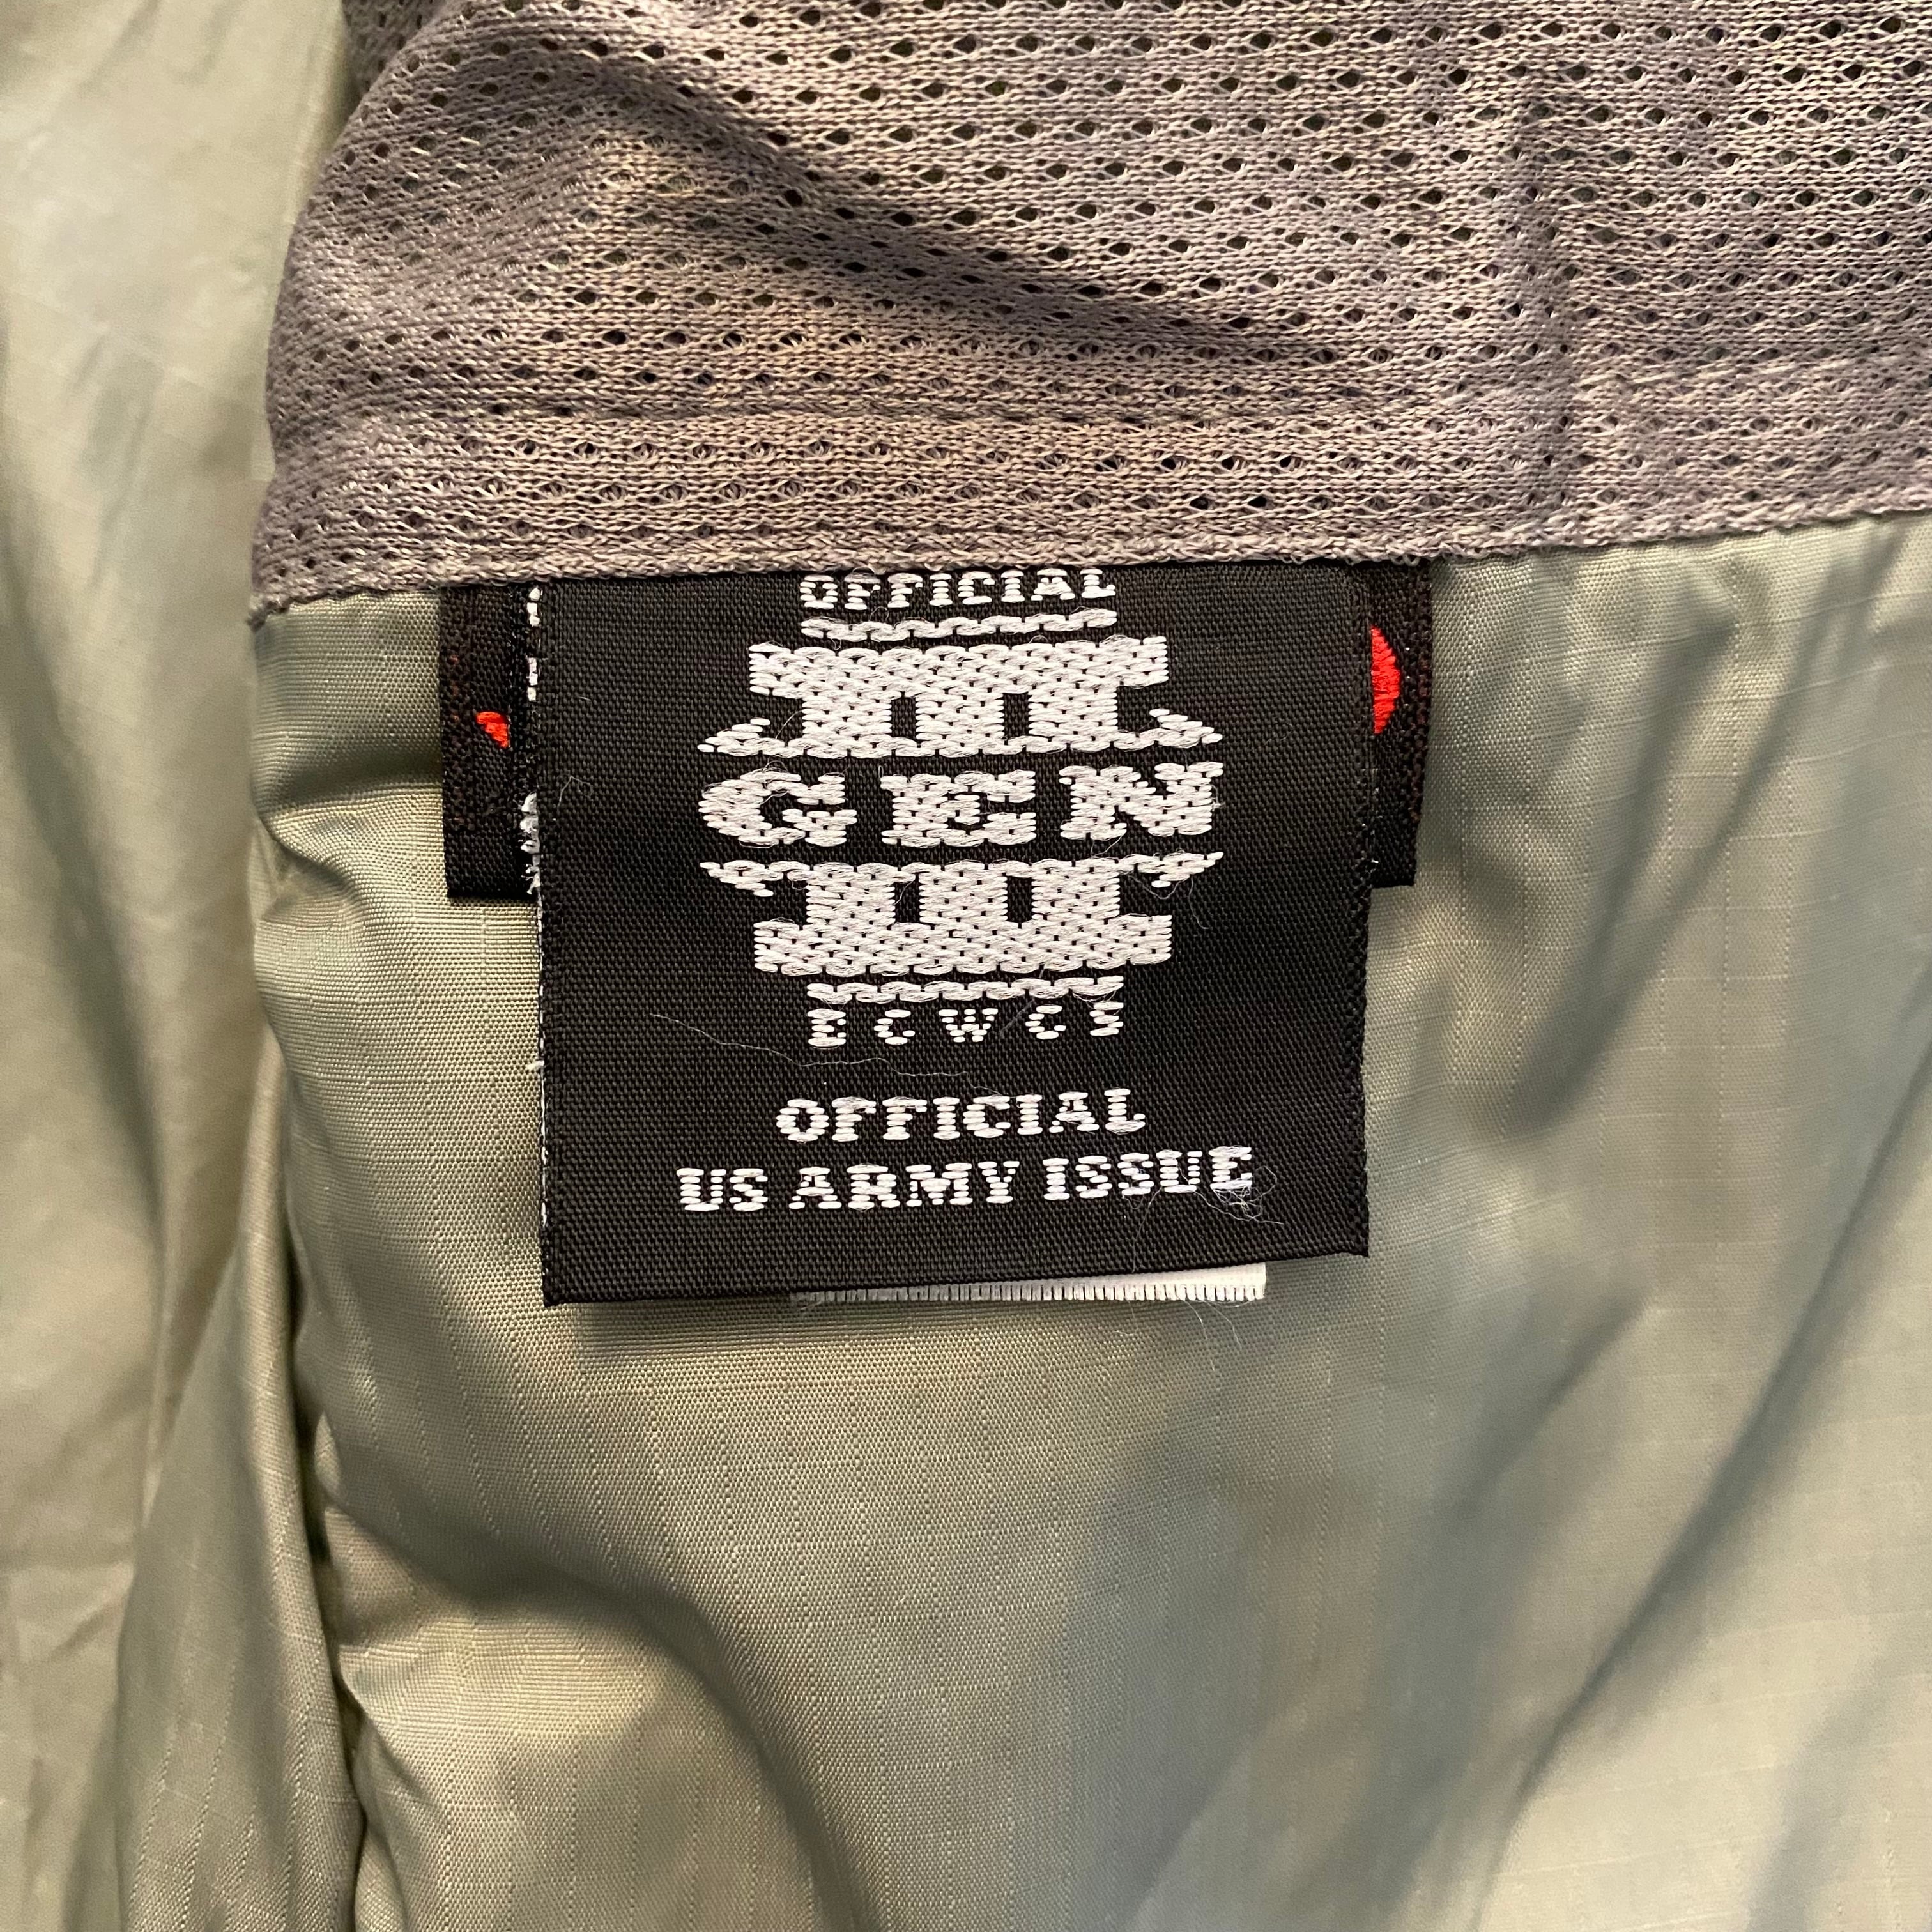 OFFICIAL
III
GEN
III
ECWCS
OFFICIAL
US ARMY ISSUE